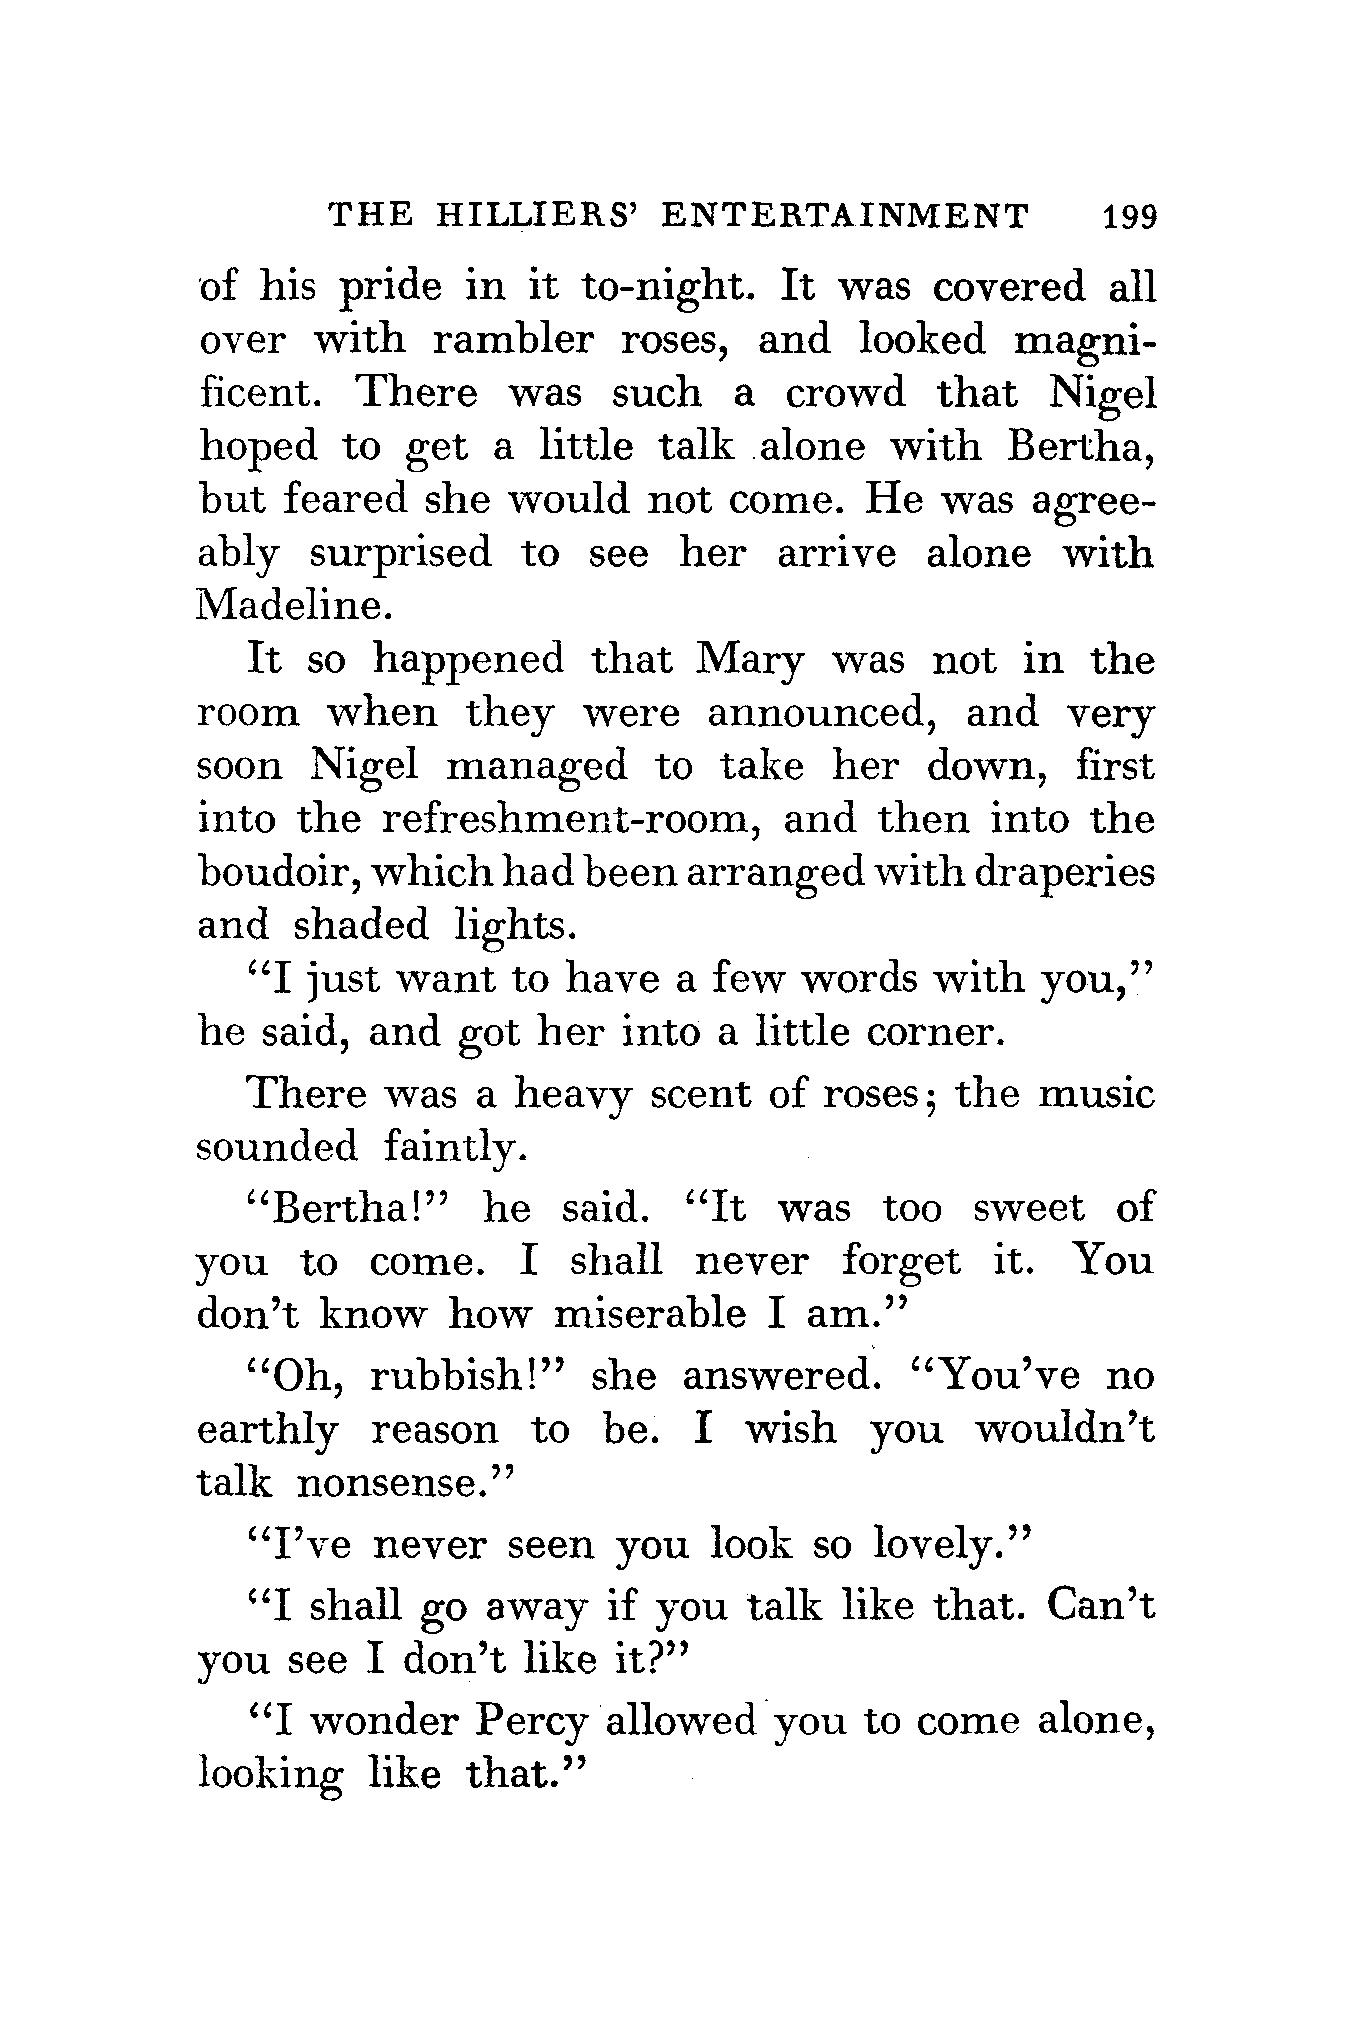 THE HILLIERS' ENTERTAINMENT 199
of his pride in it to-night. It was covered all
over with rambler roses, and looked magni-
ficent. There was such a crowd that Nigel
hoped to get a little talk alone with Bertha,
but feared she would not come. He was agree-
ably surprised to see her arrive alone with
Madeline.
It so happened that Mary was not in the
room when they were announced, and very
soon Nigel managed to take her down, first
into the refreshment-room, and then into the
boudoir, which had been arranged with draperies
and shaded lights.
"I just want to have a few words with you,"
he said, and got her into a little corner.
There was a heavy scent of roses; the music
sounded faintly.
"Bertha!" he said. "It was too sweet of
you to come. I shall never forget it. You
don't know how miserable I am."
"Oh, rubbish!" she answered. "You've no
earthly reason to be. I wish you wouldn't
talk nonsense."
"I've never seen you look so lovely."
"I shall go away if you talk like that. Can't
you see I don't like it?"
"I wonder Percy allowed you to come alone,
looking like that."